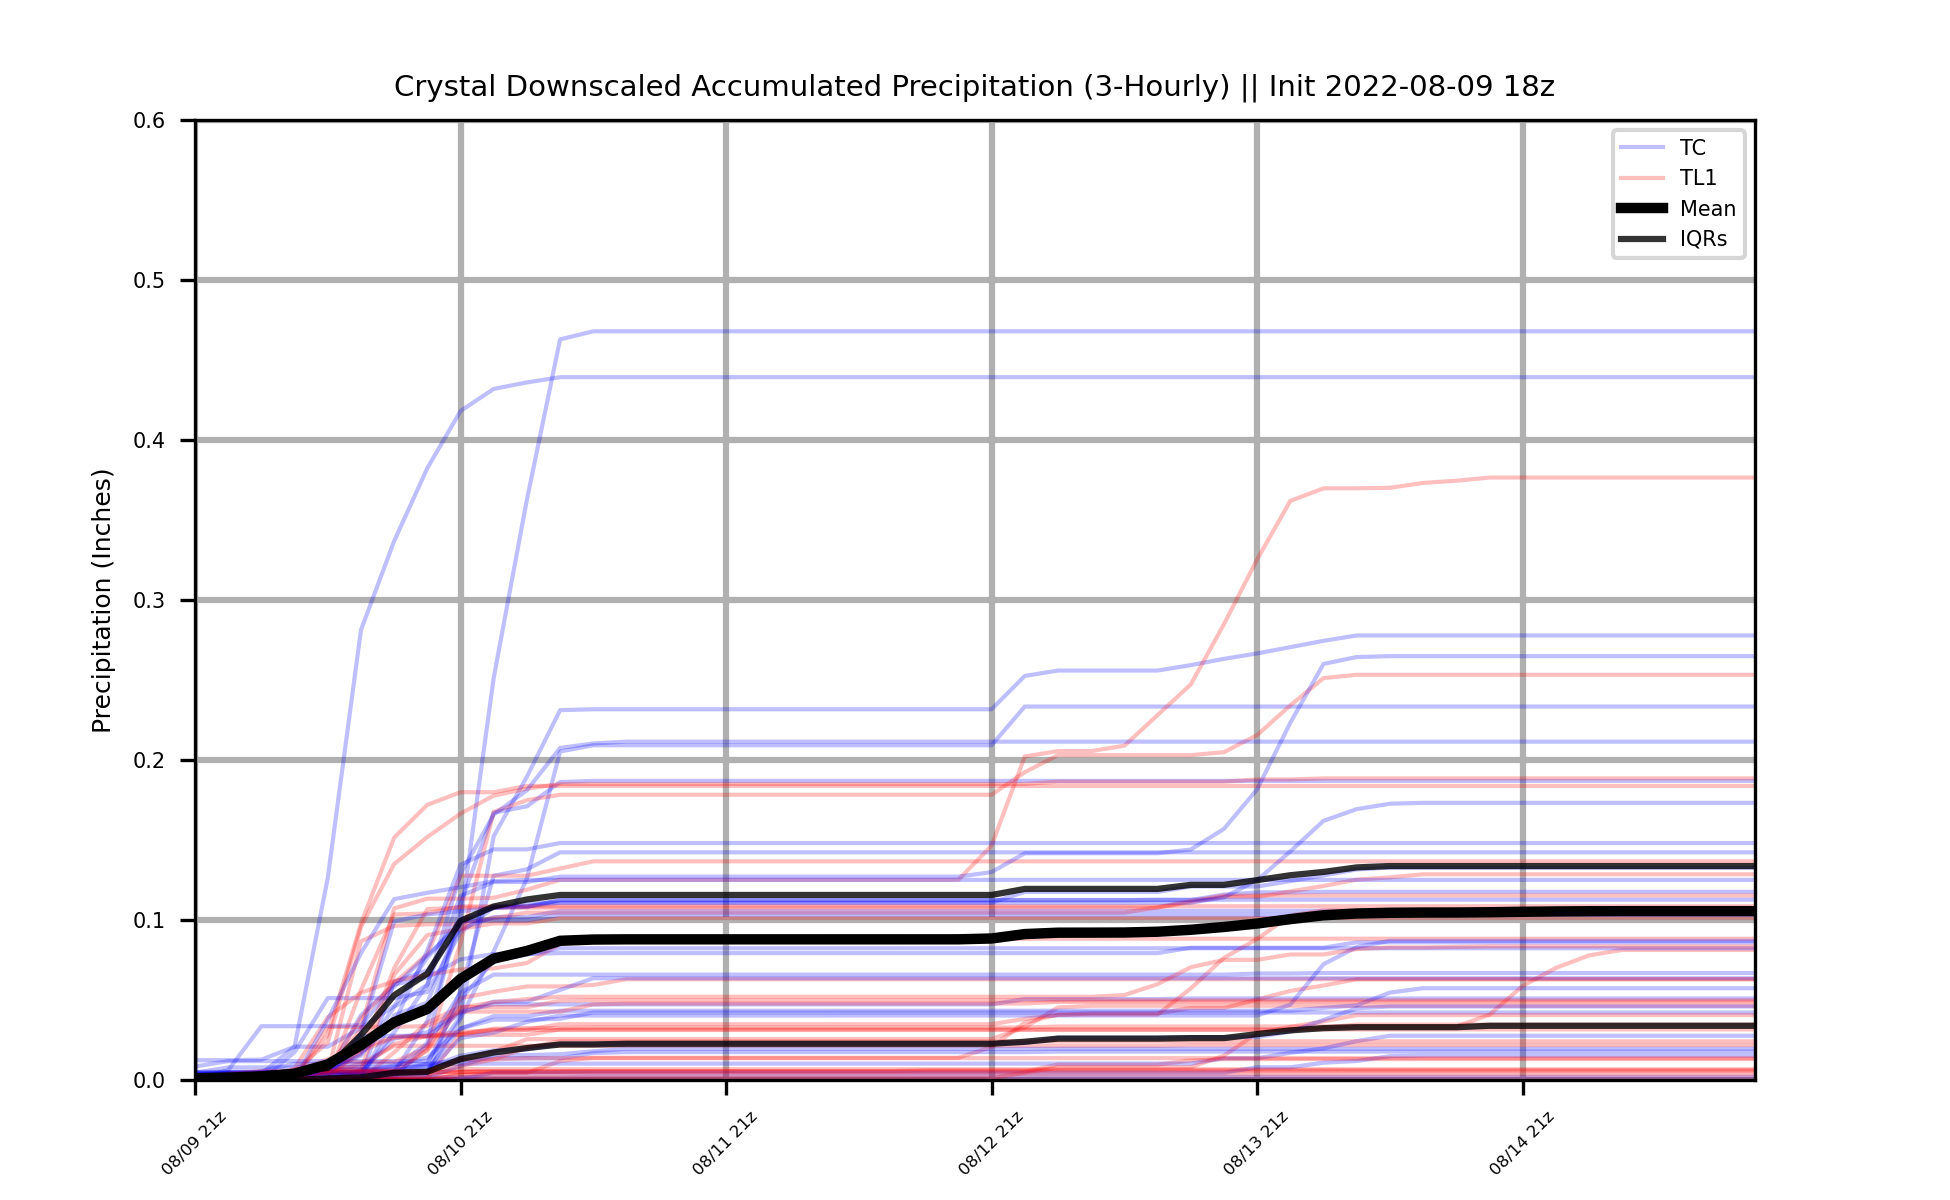 Crystal Downscaled Accumulated Precipitation (3-Hourly) || Init 2022-08-09 18z
Precipitation (Inches)
0.6
0.5
0.4
0.3
0.2
0.1
0.0
TC
TL1
Mean
IQRs
08/09 21z
08/10 21z
08/11 21z
08/12 21z
08/13 21z
08/14 21z